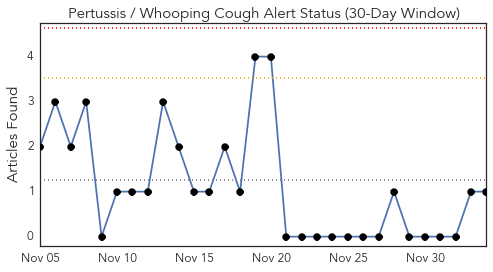 Pertussis / Whooping Cough Alert Status (30-Day Window)
Articles Found
4
3
2
1
0
Nov 05 Nov 10 Nov 15 Nov 20 Nov 25 Nov 30